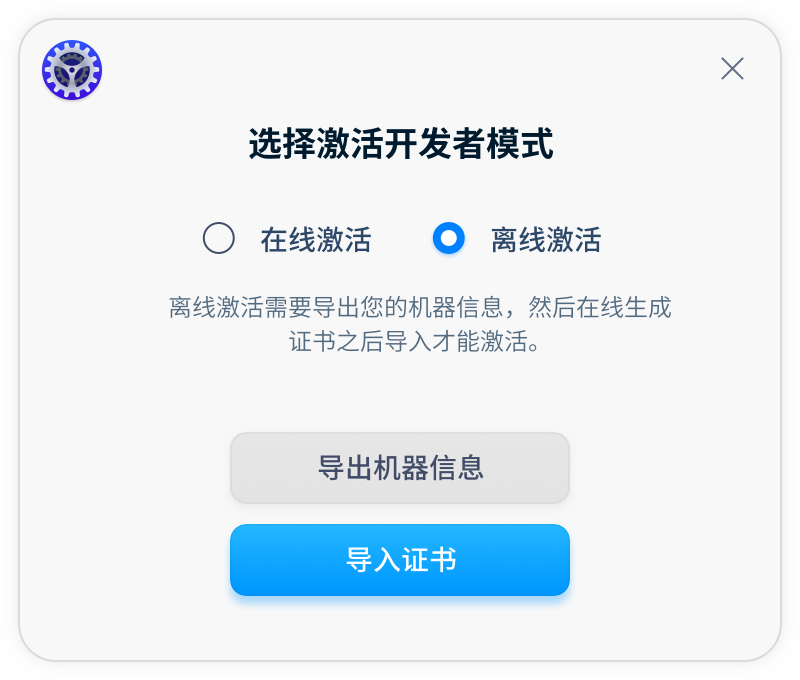 选择激活开发者模式
在线激活 离线激活
离线激活需要导出您的机器信息，然后在线生成
证书之后导入才能激活。
导出机器信息
导入证书